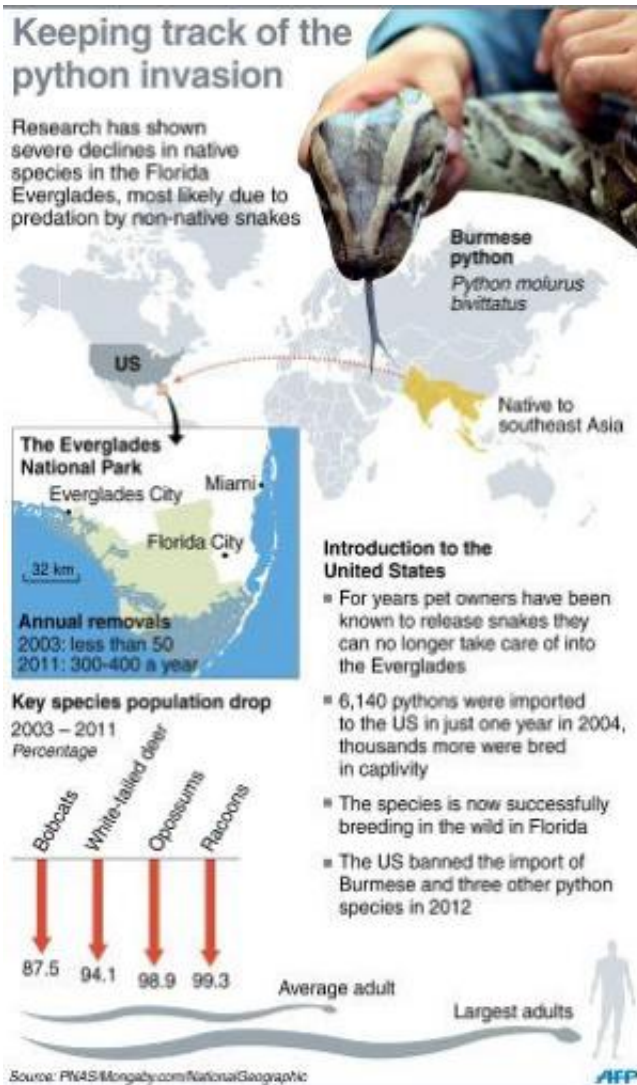 Keeping track of the
python invasion
Research has shown
severe declines in native
species in the Florida
Everglades, most likely due to
predation by non-native snakes
Burmese
python
Python molurus
bivittatus
US
Native to
southeast Asia
The Everglades
National Park
Miami
Everglades City
Florida City
32 km
Annual removals
2003: less than 50
2011: 300-400 a year
Introduction to the
United States
For years pet owners have been
known to release snakes they
can no longer take care of into
the Everglades
6,140 pythons were imported
to the US in just one year in 2004,
thousands more were bred
in captivity
The species is now successfully
breeding in the wild in Florida
The US banned the import of
Burmese and three other python
species in 2012
Key species population drop
2003 – 2011
Percentage
Bobcats
White-tailed deer
Opossums
Racoons
87.5
94.1
98.9
99.3
Average adult
Largest adults
Source: PNAS/Mongaby.com/NationalGeographic
AFP